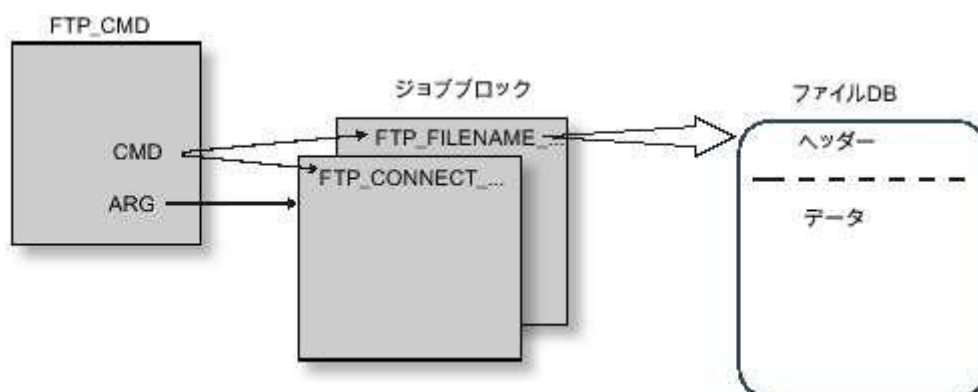 FTP_CMD
CMD
ARG
ジョブブロック
FTP_FILENAME_...
FTP_CONNECT_...
ファイルDB
ヘッダー
データ